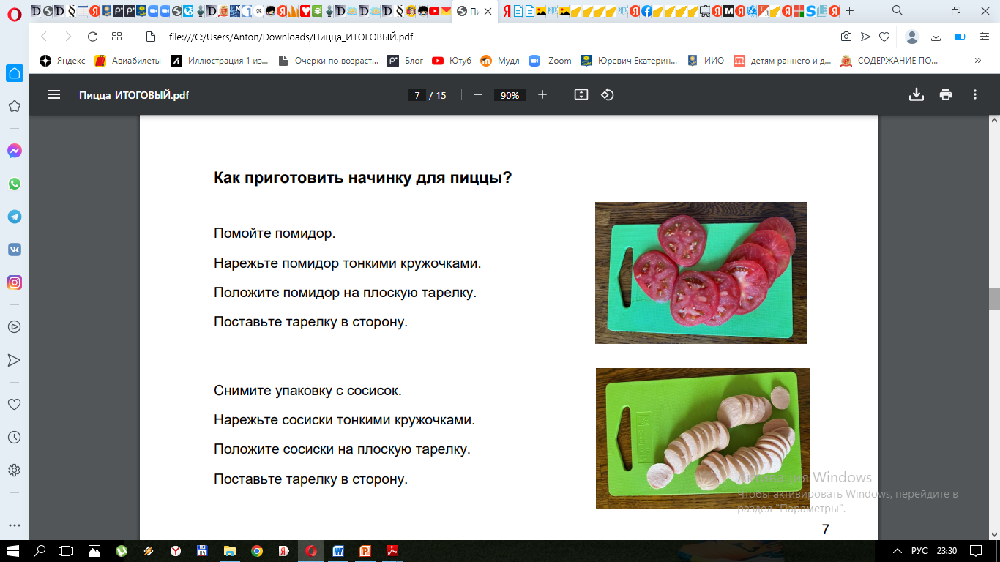 file:///C:/Users/Anton/Downloads/Пицца_ИТОГОВЫЙ.pdf
Яндекс Авиабилеты Иллюстрация 1 из... Очерки по возраст... Блог Ютуб Мудл Zoom Юревич Екатерин... ИИО детям раннего и д... СОДЕРЖАНИЕ ПО...
Пицца_ИТОГОВЫЙ.pdf 7 / 15 90%
Как приготовить начинку для пиццы?
Помойте помидор.
Нарежьте помидор тонкими кружочками.
Положите помидор на плоскую тарелку.
Поставьте тарелку в сторону.
Снимите упаковку с сосисок.
Нарежьте сосиски тонкими кружочками.
Положите сосиски на плоскую тарелку.
Поставьте тарелку в сторону.
Активация Windows
Чтобы активировать Windows, перейдите в
раздел "Параметры".
7
РУС 23:30